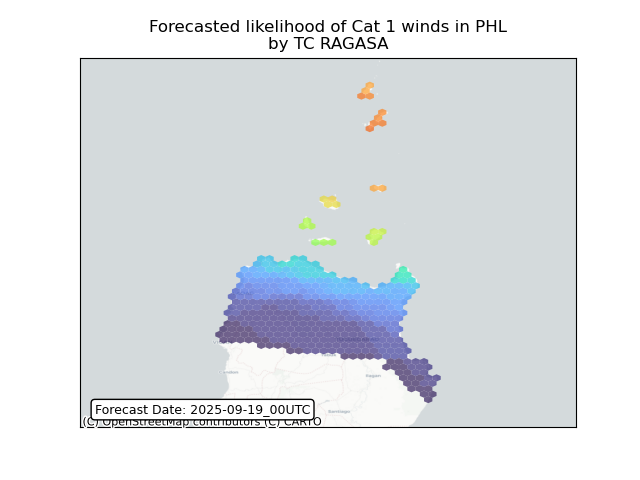 Forecasted likelihood of Cat 1 winds in PHL
by TC RAGASA
Forecast Date: 2025-09-19_00UTC
(C) OpenStreetMap contributors (C) CARTO